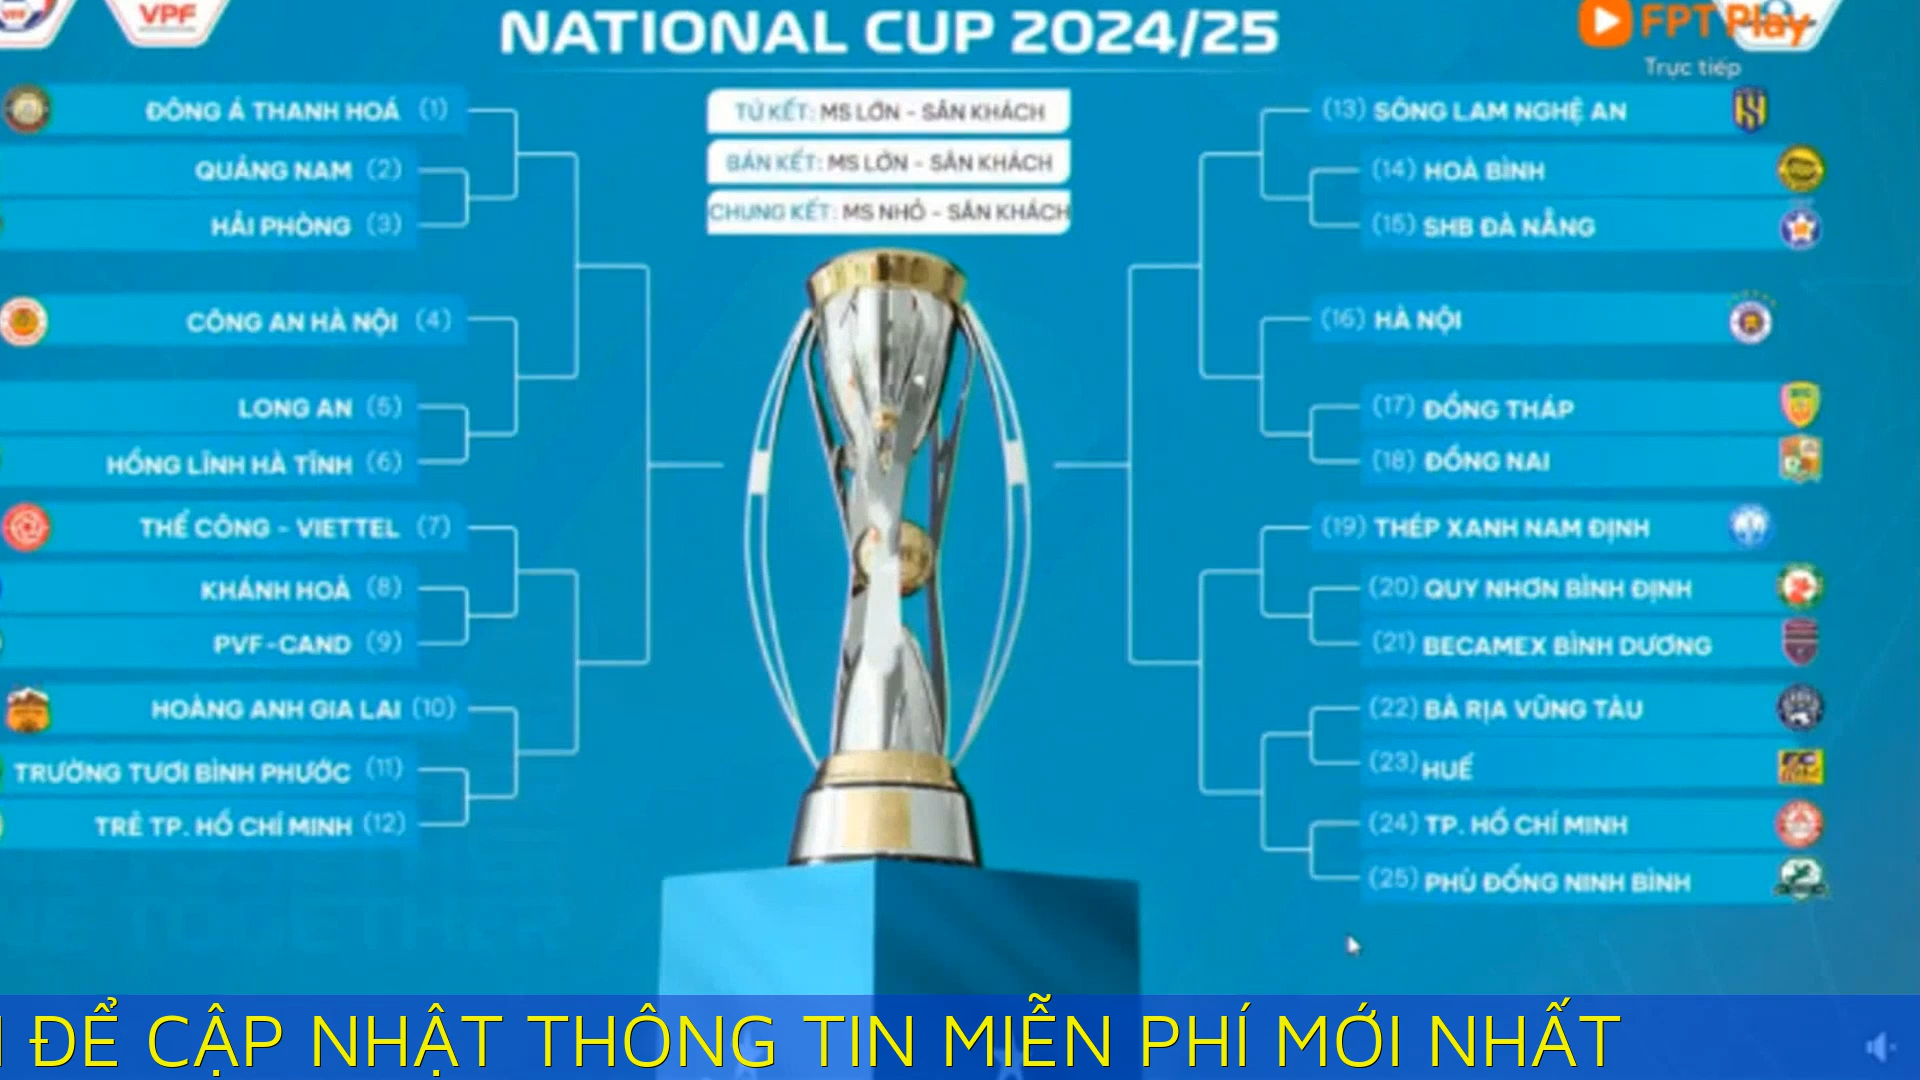 VFF
VPF
NATIONAL CUP 2024/25
FPT Play
Trực tiếp
TỨ KẾT: MS LỚN - SÂN KHÁCH
BÁN KẾT: MS LỚN - SÂN KHÁCH
CHUNG KẾT: MS NHỎ - SÂN KHÁCH
ĐÔNG Á THANH HOÁ (1)
QUẢNG NAM (2)
HẢI PHÒNG (3)
CÔNG AN HÀ NỘI (4)
LONG AN (5)
HỒNG LĨNH HÀ TĨNH (6)
THỂ CÔNG - VIETTEL (7)
KHÁNH HOÀ (8)
PVF-CAND (9)
HOÀNG ANH GIA LAI (10)
TRƯỜNG TƯƠI BÌNH PHƯỚC (11)
TRẺ TP. HỒ CHÍ MINH (12)
(13) SÔNG LAM NGHỆ AN
(14) HOÀ BÌNH
(15) SHB ĐÀ NẴNG
(16) HÀ NỘI
(17) ĐỒNG THÁP
(18) ĐỒNG NAI
(19) THÉP XANH NAM ĐỊNH
(20) QUY NHƠN BÌNH ĐỊNH
(21) BECAMEX BÌNH DƯƠNG
(22) BÀ RỊA VŨNG TÀU
(23) HUẾ
(24) TP. HỒ CHÍ MINH
(25) PHÙ ĐỔNG NINH BÌNH
TOGETHER
ĐỂ CẬP NHẬT THÔNG TIN MIỄN PHÍ MỚI NHẤT